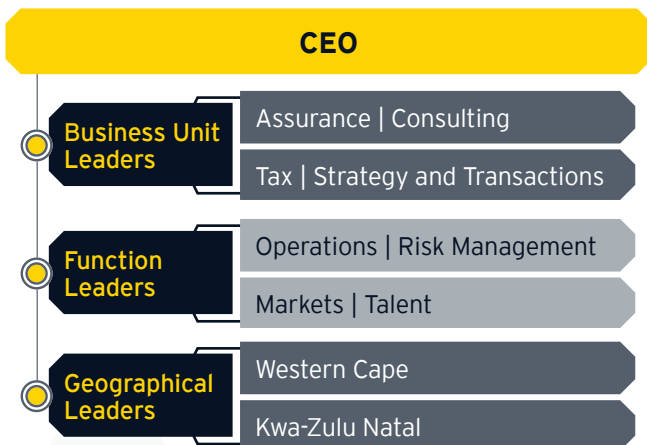 CEO
Business Unit
Leaders
Assurance | Consulting
Tax | Strategy and Transactions
Function
Leaders
Operations | Risk Management
Markets | Talent
Geographical
Leaders
Western Cape
Kwa-Zulu Natal